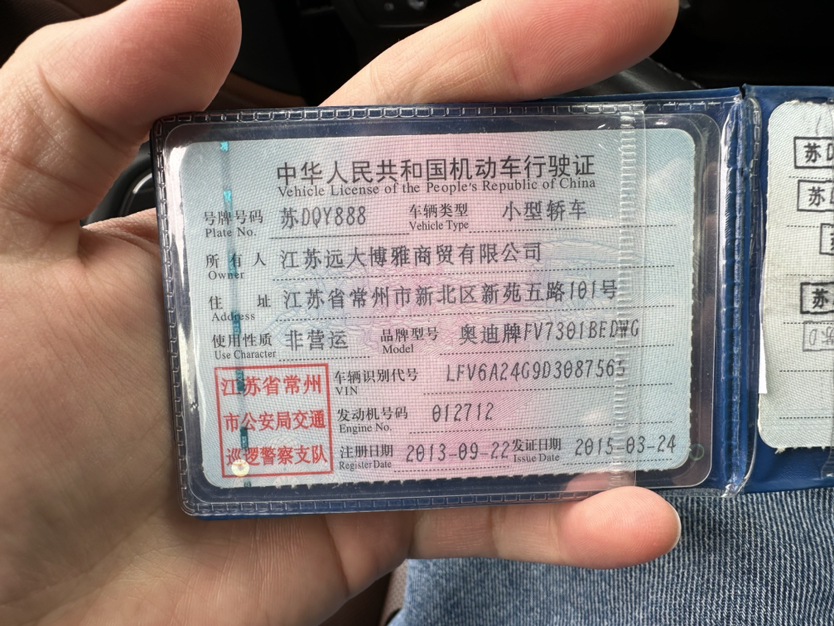 中华人民共和国机动车行驶证
Vehicle License of the People's Republic of China
号牌号码 苏DQY888 车辆类型 小型轿车
Plate No. Vehicle Type
所有人 江苏远大博雅商贸有限公司
Owner
住址 江苏省常州市新北区新苑五路101号
Address
使用性质 非营运 品牌型号 奥迪牌FV7301BEDWG
Use Character Model
江苏省常州
市公安局交通
巡逻警察支队
车辆识别代号 LFV6A24G9D3087565
VIN
发动机号码 012712
Engine No.
注册日期 2013-09-22 发证日期 2015-03-24
Register Date Issue Date
苏D
苏
苏